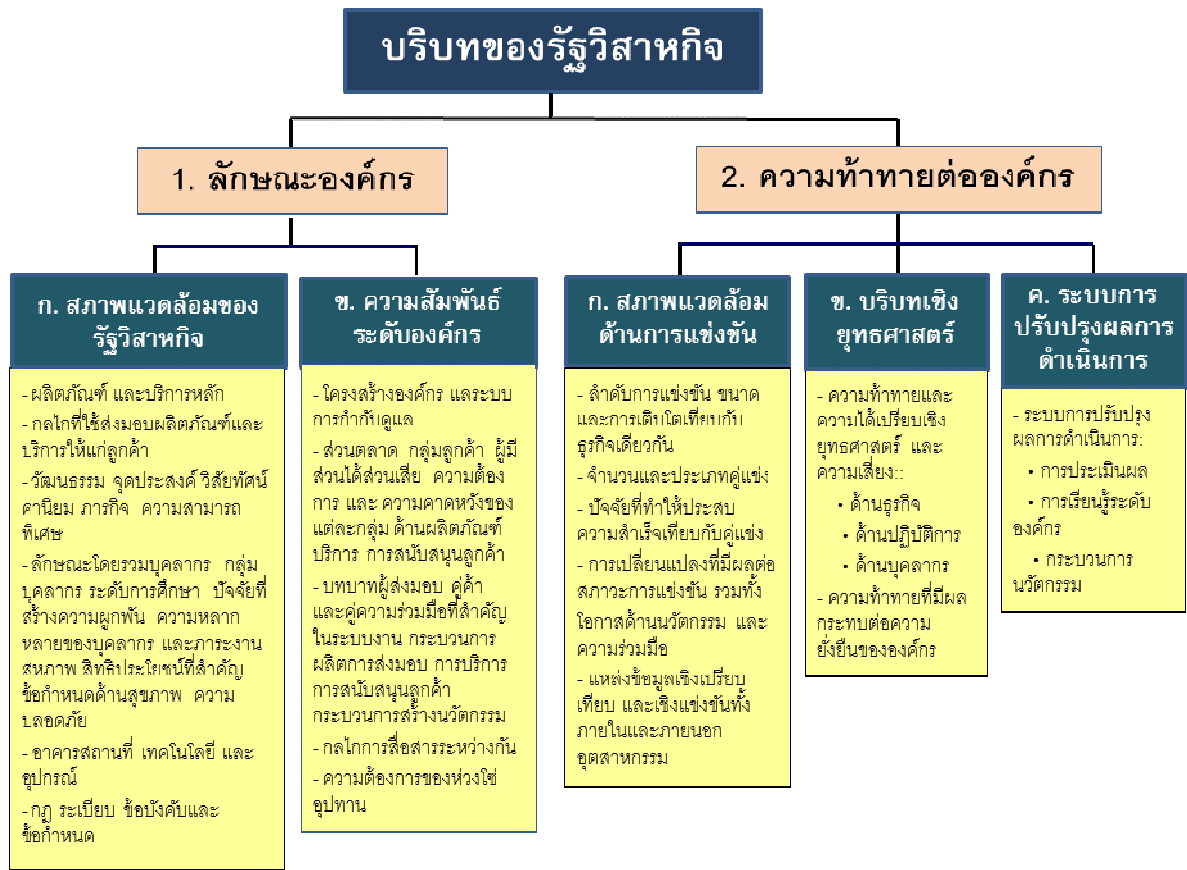 บริบทของรัฐวิสาหกิจ
1. ลักษณะองค์กร
2. ความท้าทายต่อองค์กร
ก. สภาพแวดล้อมของ
รัฐวิสาหกิจ
- ผลิตภัณฑ์ และบริการหลัก
- กลไกที่ใช้ส่งมอบผลิตภัณฑ์และ
บริการให้แก่ลูกค้า
- วัฒนธรรม จุดประสงค์ วิสัยทัศน์
ค่านิยม ภารกิจ ความสามารถ
พิเศษ
- ลักษณะโดยรวมบุคลากร กลุ่ม
บุคลากร ระดับการศึกษา ปัจจัยที่
สร้างความผูกพัน ความหลาก
หลายของบุคลากร และภาระงาน
สหภาพ สิทธิประโยชน์ที่สำคัญ
ข้อกำหนดด้านสุขภาพ ความ
ปลอดภัย
- อาคารสถานที่ เทคโนโลยี และ
อุปกรณ์
- กฎ ระเบียบ ข้อบังคับและ
ข้อกำหนด
ข. ความสัมพันธ์
ระดับองค์กร
- โครงสร้างองค์กร และระบบ
การกำกับดูแล
- ส่วนตลาด กลุ่มลูกค้า ผู้มี
ส่วนได้ส่วนเสีย ความต้อง
การ และ ความคาดหวังของ
แต่ละกลุ่ม ด้านผลิตภัณฑ์
บริการ การสนับสนุนลูกค้า
- บทบาทผู้ส่งมอบ คู่ค้า
และคู่ความร่วมมือที่สำคัญ
ในระบบงาน กระบวนการ
ผลิตการส่งมอบ การบริการ
การสนับสนุนลูกค้า
กระบวนการสร้างนวัตกรรม
- กลไกการสื่อสารระหว่างกัน
- ความต้องการของห่วงโซ่
อุปทาน
ก. สภาพแวดล้อม
ด้านการแข่งขัน
- ลำดับการแข่งขัน ขนาด
และการเติบโตเทียบกับ
ธุรกิจเดียวกัน
- จำนวนและประเภทคู่แข่ง
- ปัจจัยที่ทำให้ประสบ
ความสำเร็จเทียบกับคู่แข่ง
- การเปลี่ยนแปลงที่มีผลต่อ
สภาวะการแข่งขัน รวมทั้ง
โอกาสด้านนวัตกรรม และ
ความร่วมมือ
- แหล่งข้อมูลเชิงเปรียบ
เทียบ และเชิงแข่งขันทั้ง
ภายในและภายนอก
อุตสาหกรรม
ข. บริบทเชิง
ยุทธศาสตร์
- ความท้าทายและ
ความได้เปรียบเชิง
ยุทธศาสตร์ และ
ความเสี่ยง::
• ด้านธุรกิจ
• ด้านปฏิบัติการ
• ด้านบุคลากร
- ความท้าทายที่มีผล
กระทบต่อความ
ยั่งยืนขององค์กร
ค. ระบบการ
ปรับปรุงผลการ
ดำเนินการ
- ระบบการปรับปรุง
ผลการดำเนินการ:
• การประเมินผล
• การเรียนรู้ระดับ
องค์กร
• กระบวนการ
นวัตกรรม